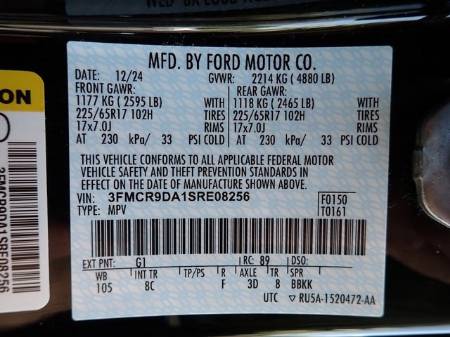 MFD. BY FORD MOTOR CO.
DATE: 12/24 GVWR: 2214 KG ( 4880 LB)
FRONT GAWR: REAR GAWR:
1177 KG ( 2595 LB) 1118 KG ( 2465 LB)
225/65R17 102H TIRES 225/65R17 102H TIRES
17x7.0J RIMS 17x7.0J RIMS
AT 230 kPa/ 33 PSI COLD AT 230 kPa/ 33 PSI COLD
THIS VEHICLE CONFORMS TO ALL APPLICABLE FEDERAL MOTOR
VEHICLE SAFETY AND THEFT PREVENTION STANDARDS IN
EFFECT ON THE DATE OF MANUFACTURE SHOWN ABOVE.
VIN: 3FMCR9DA1SRE08256 F0150
TYPE: MPV T0161
EXT PNT: G1 RC: 89 DSO:
WB INT TR TP/PS R AXLE TR SPR
105 8C F 3D 8 BBKK
UTC RU5A-1520472-AA
ON
3FMCR9DA1SRE08256